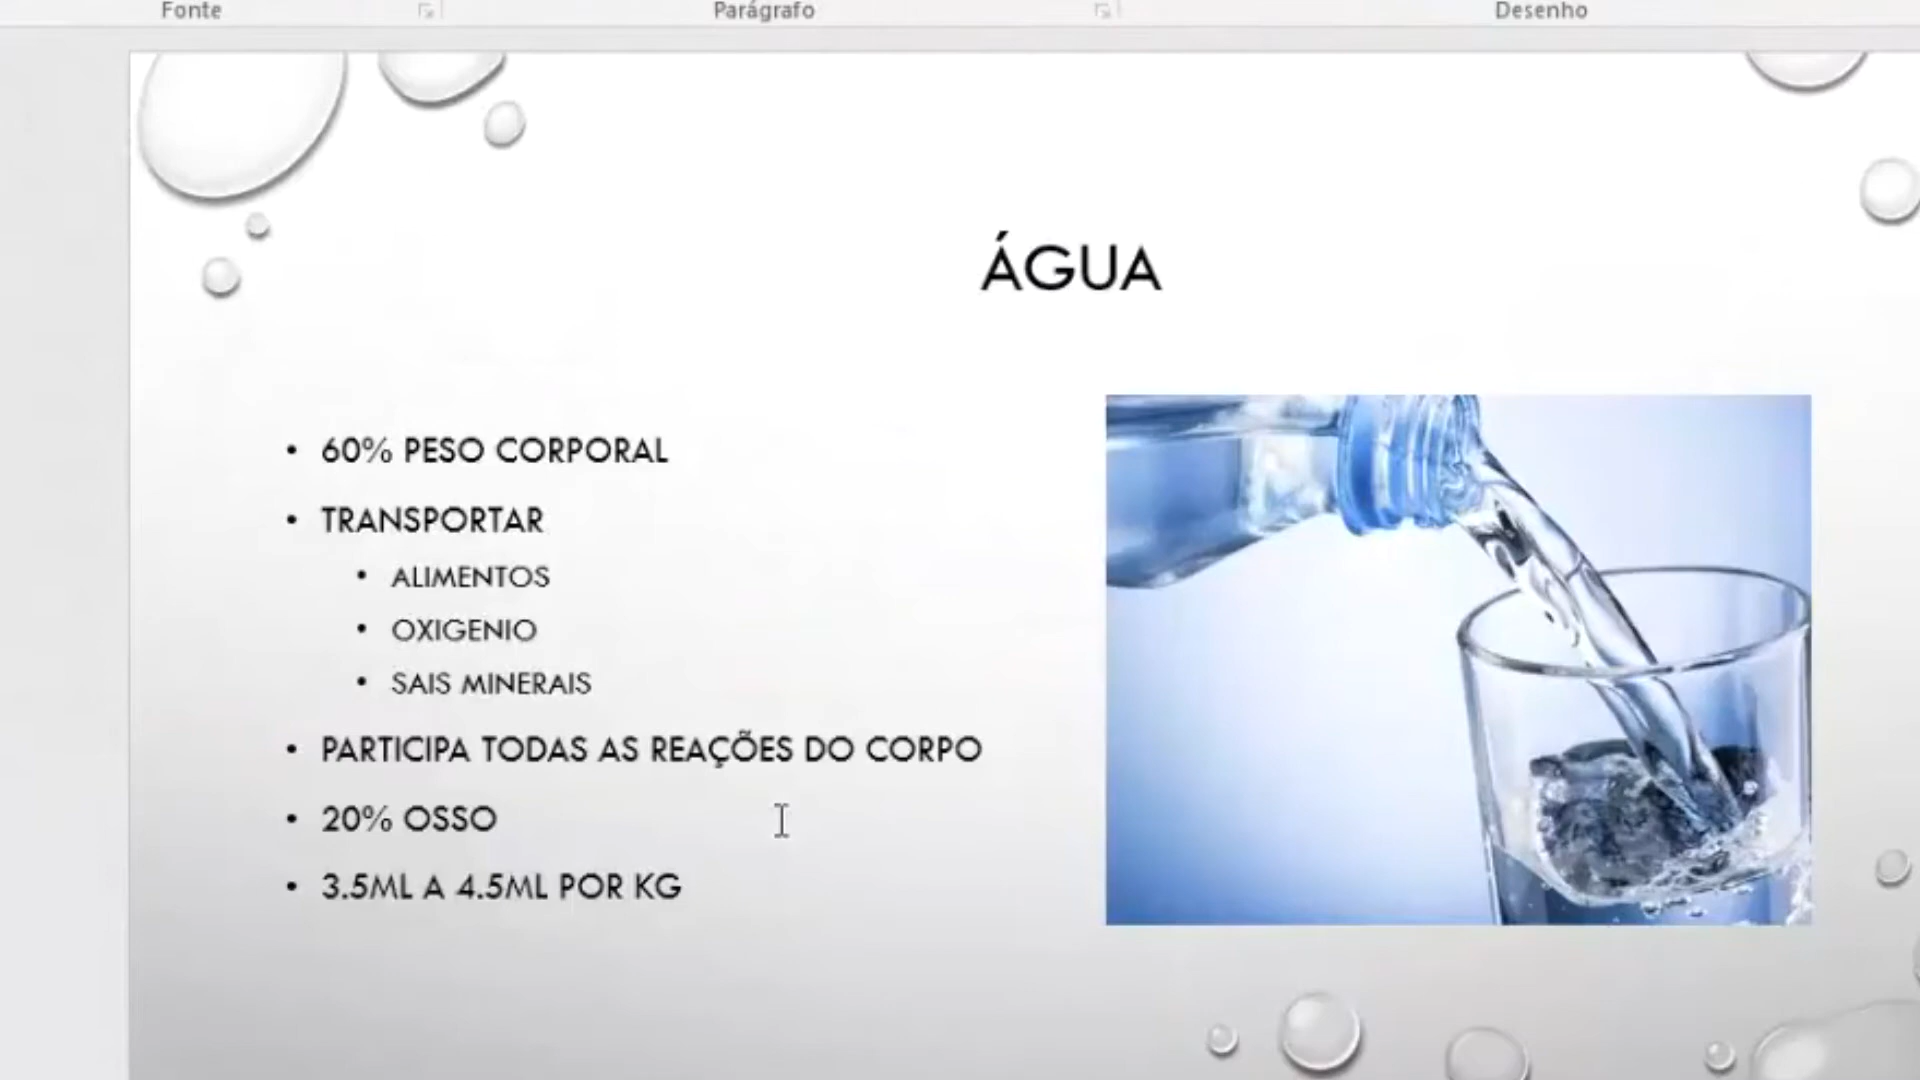 Fonte
Parágrafo
Desenho
ÁGUA
• 60% PESO CORPORAL
• TRANSPORTAR
• ALIMENTOS
• OXIGENIO
• SAIS MINERAIS
• PARTICIPA TODAS AS REAÇÕES DO CORPO
• 20% OSSO
• 3.5ML A 4.5ML POR KG